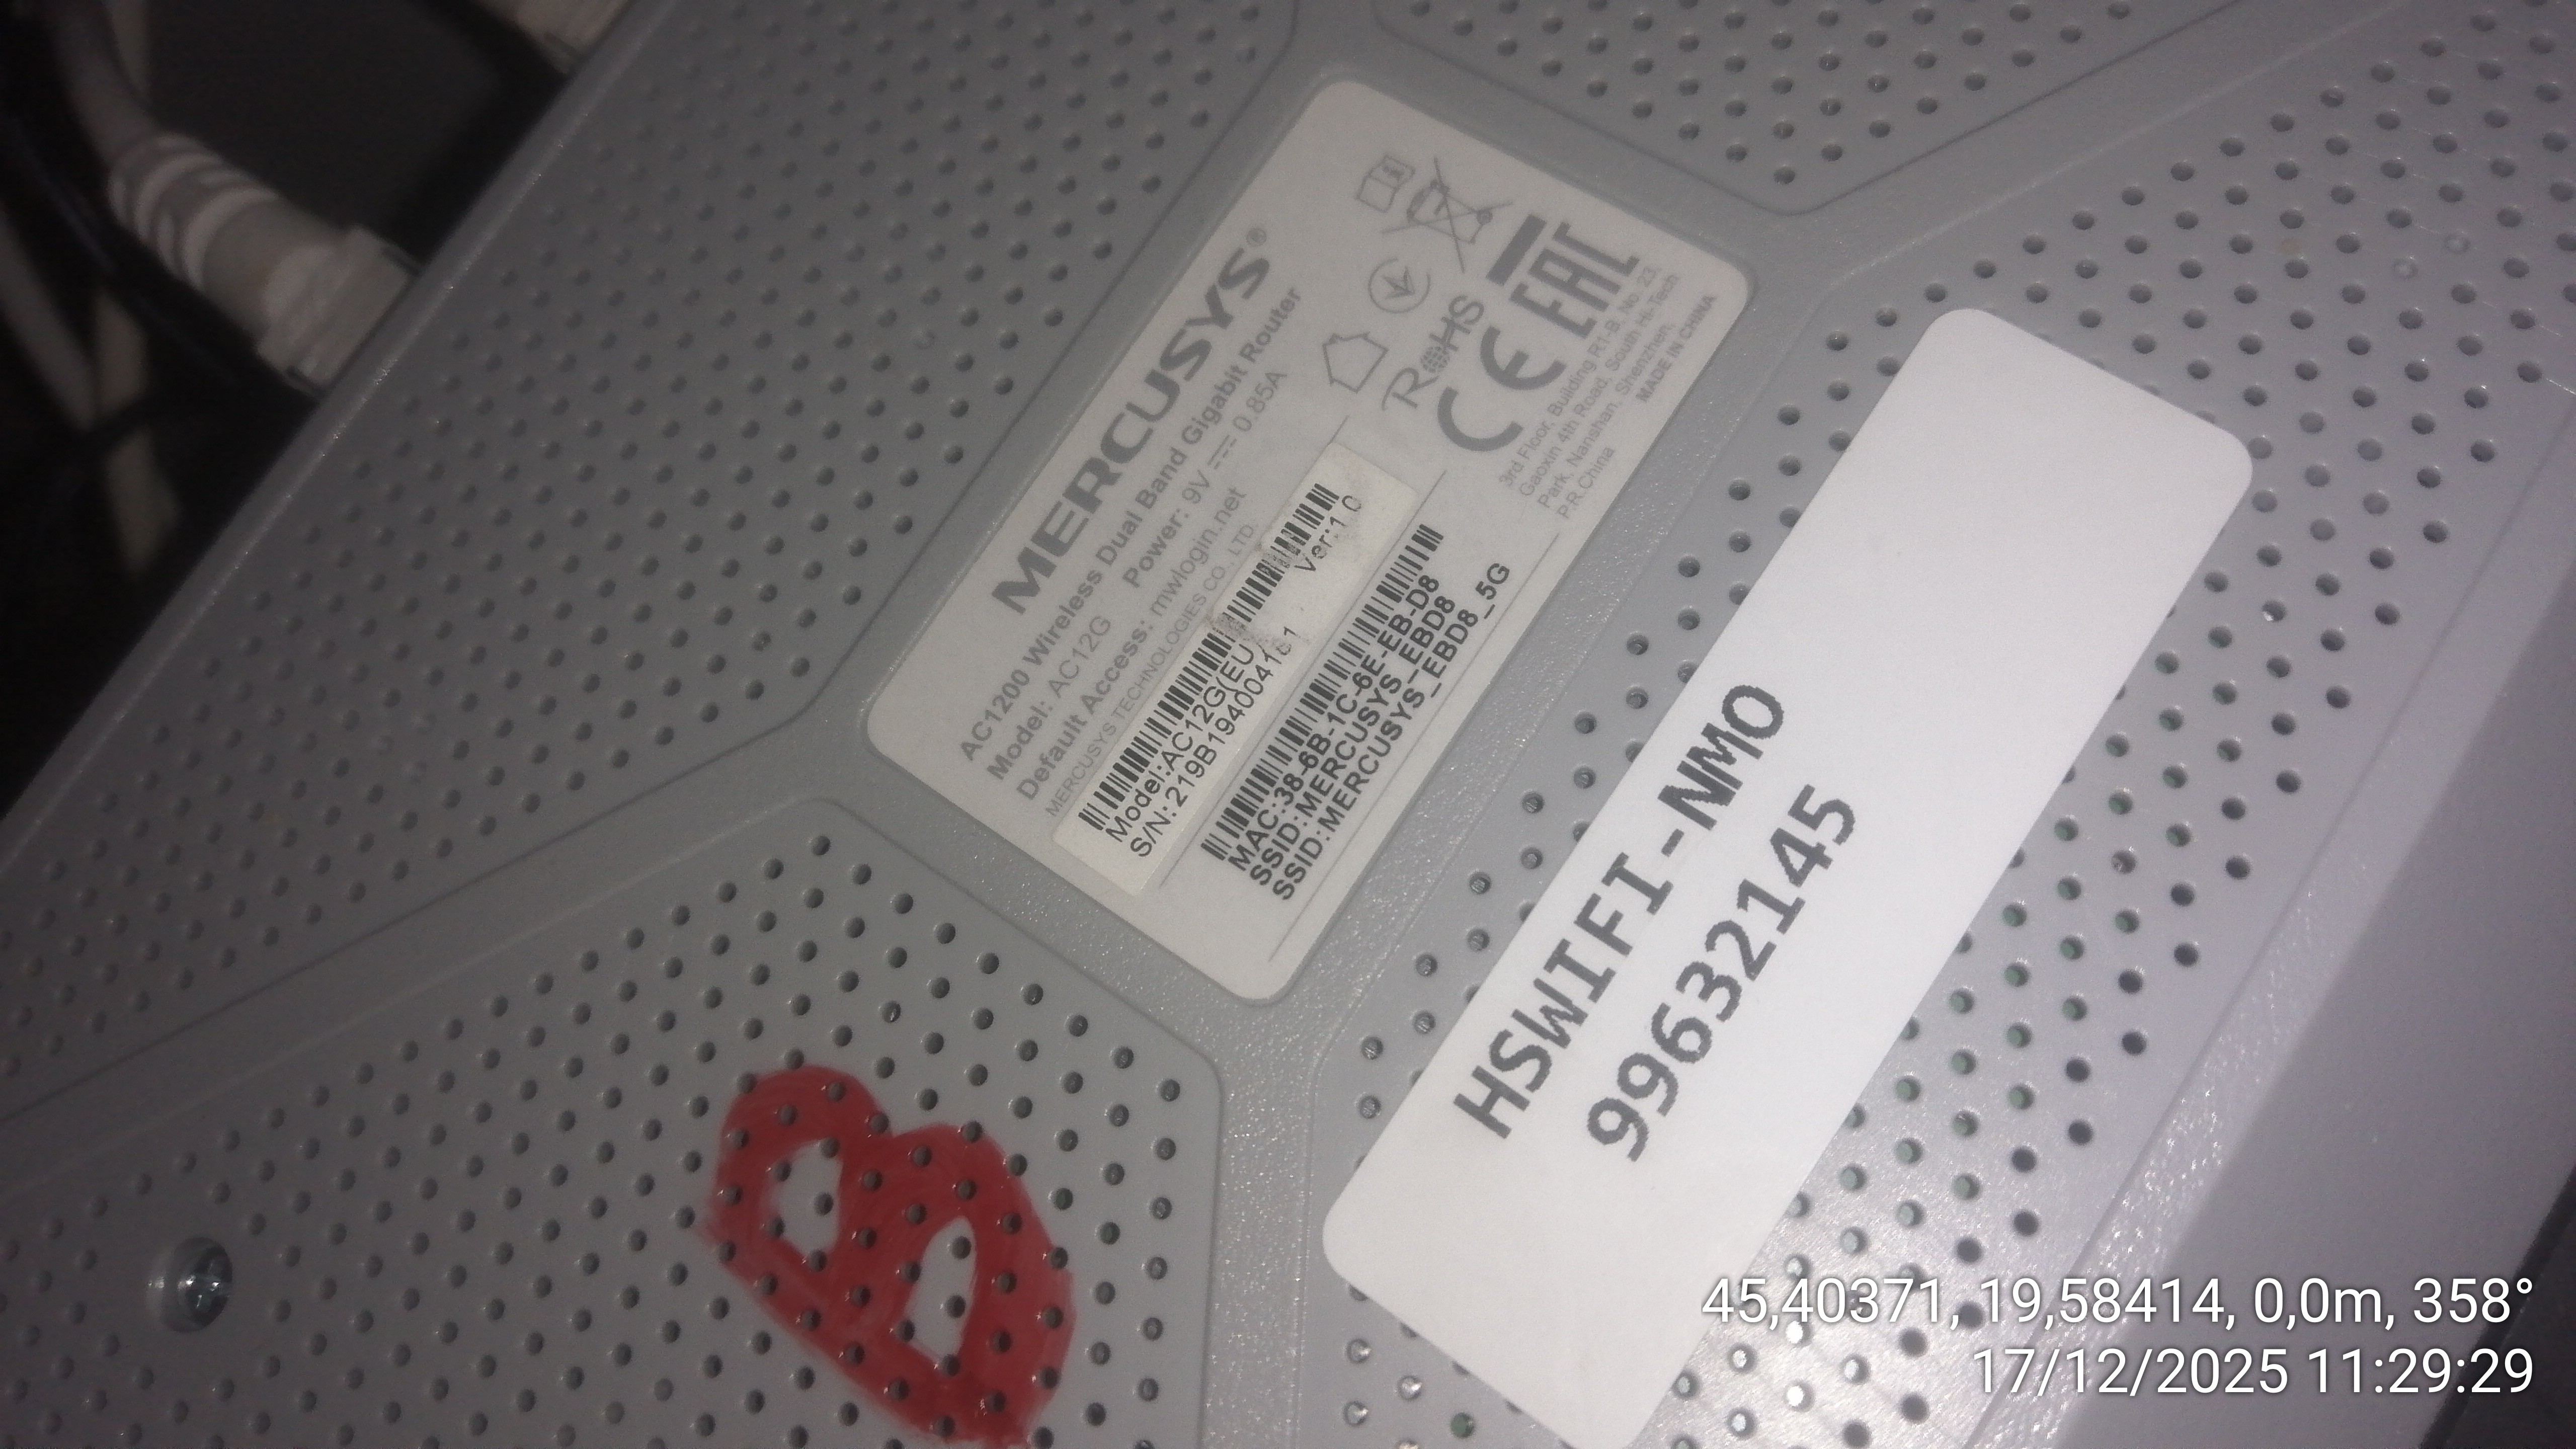 MERCUSYS®
AC1200 Wireless Dual Band Gigabit Router
Model: AC12G Power: 9V 0.85A
Default Access: mwlogin.net
MERCUSYS TECHNOLOGIES CO., LTD.
Model:AC12G(EU) Ver:1.0
S/N:
MAC:38-6B-1C-6E-EB-D8
SSID:MERCUSYS_EBD8
SSID:MERCUSYS_EBD8_5G
RoHS
CE
EAC
3rd Floor, Building R1-B, No. 23,
Gaoxin 4th Road, South Hi-Tech
Park, Nanshan, Shenzhen,
P.R.China
MADE IN CHINA
HSWIFI-NMO
99632145
B
45,40371, 19,58414, 0,0m, 358°
17/12/2025 11:29:29